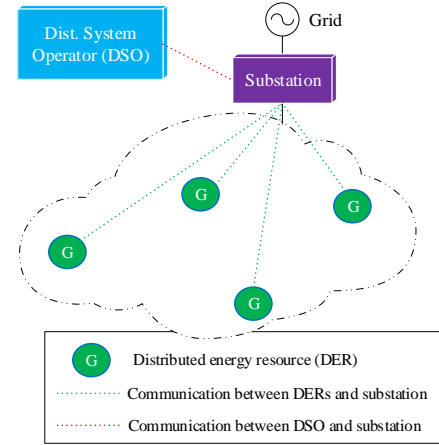 Grid
Dist. System
Operator (DSO)
Substation
G
G
G
G
G
Distributed energy resource (DER)
Communication between DERs and substation
Communication between DSO and substation